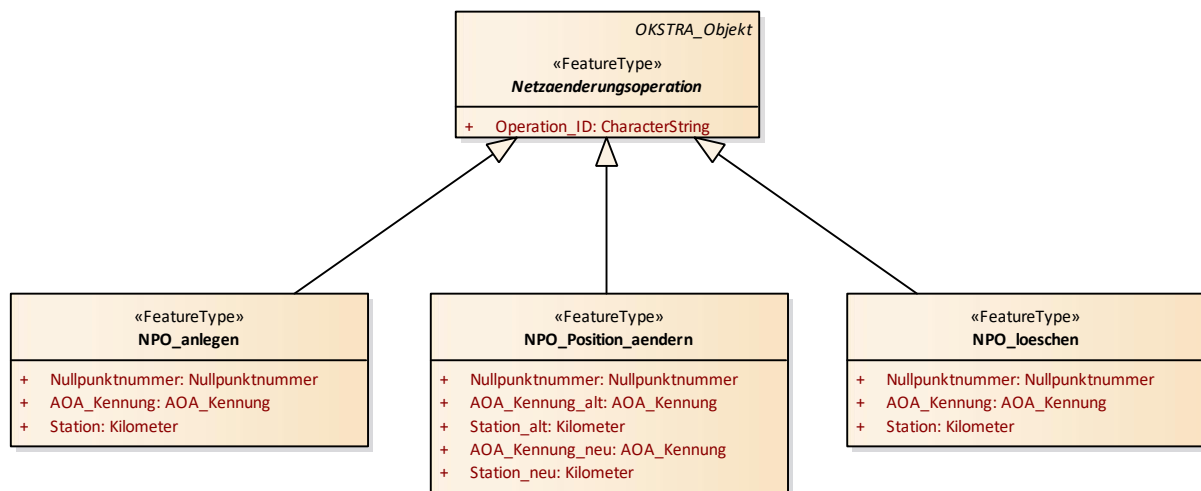 OKSTRA_Objekt
«FeatureType»
Netzaenderungsoperation
+ Operation_ID: CharacterString
«FeatureType»
NPO_anlegen
+ Nullpunktnummer: Nullpunktnummer
+ AOA_Kennung: AOA_Kennung
+ Station: Kilometer
«FeatureType»
NPO_Position_aendern
+ Nullpunktnummer: Nullpunktnummer
+ AOA_Kennung_alt: AOA_Kennung
+ Station_alt: Kilometer
+ AOA_Kennung_neu: AOA_Kennung
+ Station_neu: Kilometer
«FeatureType»
NPO_loeschen
+ Nullpunktnummer: Nullpunktnummer
+ AOA_Kennung: AOA_Kennung
+ Station: Kilometer